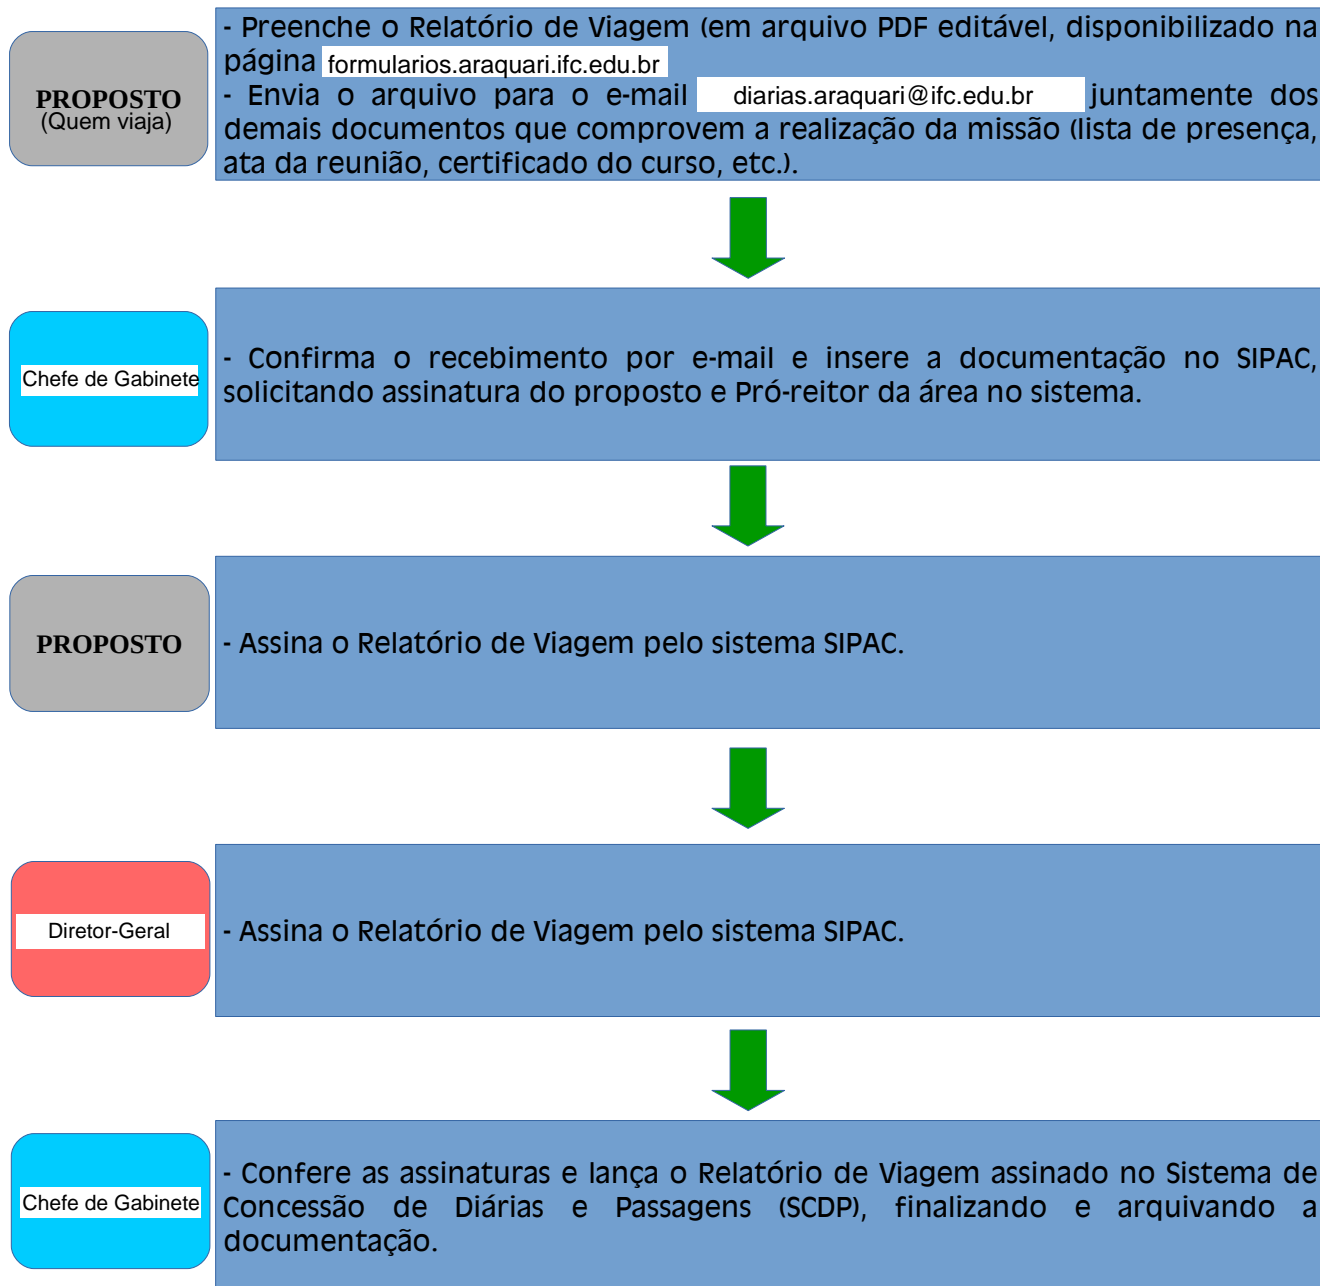 PROPOSTO
(Quem viaja)
- Preenche o Relatório de Viagem (em arquivo PDF editável, disponibilizado na
página formularios.araquari.ifc.edu.br
- Envia o arquivo para o e-mail diarias.araquari@ifc.edu.br juntamente dos
demais documentos que comprovem a realização da missão (lista de presença,
ata da reunião, certificado do curso, etc.).
Chefe de Gabinete
- Confirma o recebimento por e-mail e insere a documentação no SIPAC,
solicitando assinatura do proposto e Pró-reitor da área no sistema.
PROPOSTO
- Assina o Relatório de Viagem pelo sistema SIPAC.
Diretor-Geral
- Assina o Relatório de Viagem pelo sistema SIPAC.
Chefe de Gabinete
- Confere as assinaturas e lança o Relatório de Viagem assinado no Sistema de
Concessão de Diárias e Passagens (SCDP), finalizando e arquivando a
documentação.